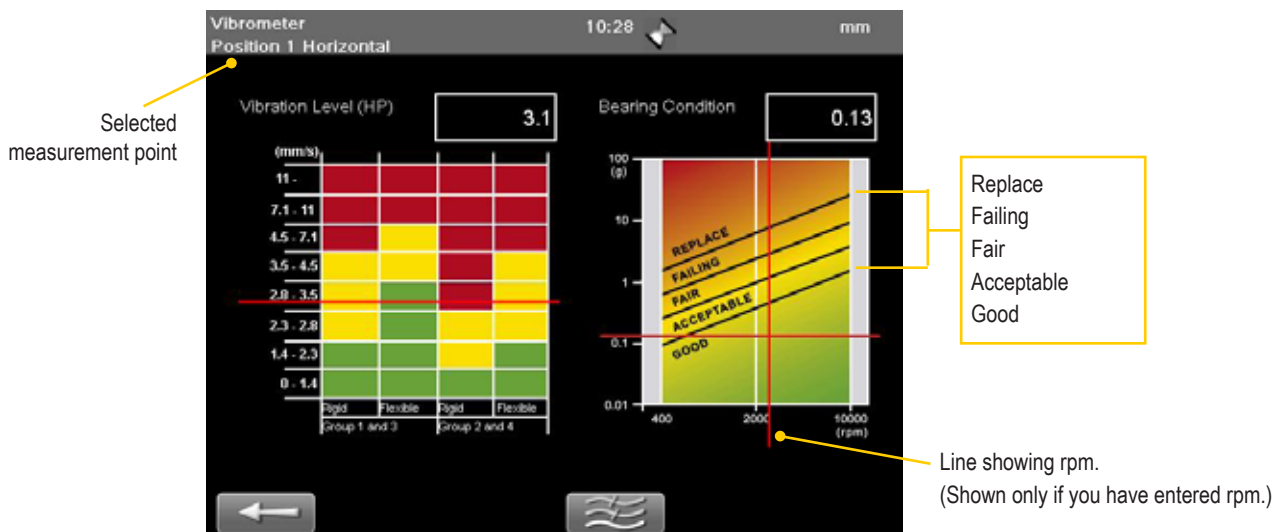 Vibrometer
10:28
mm
Position 1 Horizontal
Selected
measurement point
Vibration Level (HP)
3.1
(mm/s)
11 -
7.1 - 11
4.5 - 7.1
3.5 - 4.5
2.8 - 3.5
2.3 - 2.8
1.4 - 2.3
0 - 1.4
Rigid
Flexible
Rigid
Flexible
Group 1 and 3
Group 2 and 4
Bearing Condition
0.13
100
(g)
10
1
0.1
0.01
REPLACE
FAILING
FAIR
ACCEPTABLE
GOOD
400
2000
10000
(rpm)
Replace
Failing
Fair
Acceptable
Good
Line showing rpm.
(Shown only if you have entered rpm.)